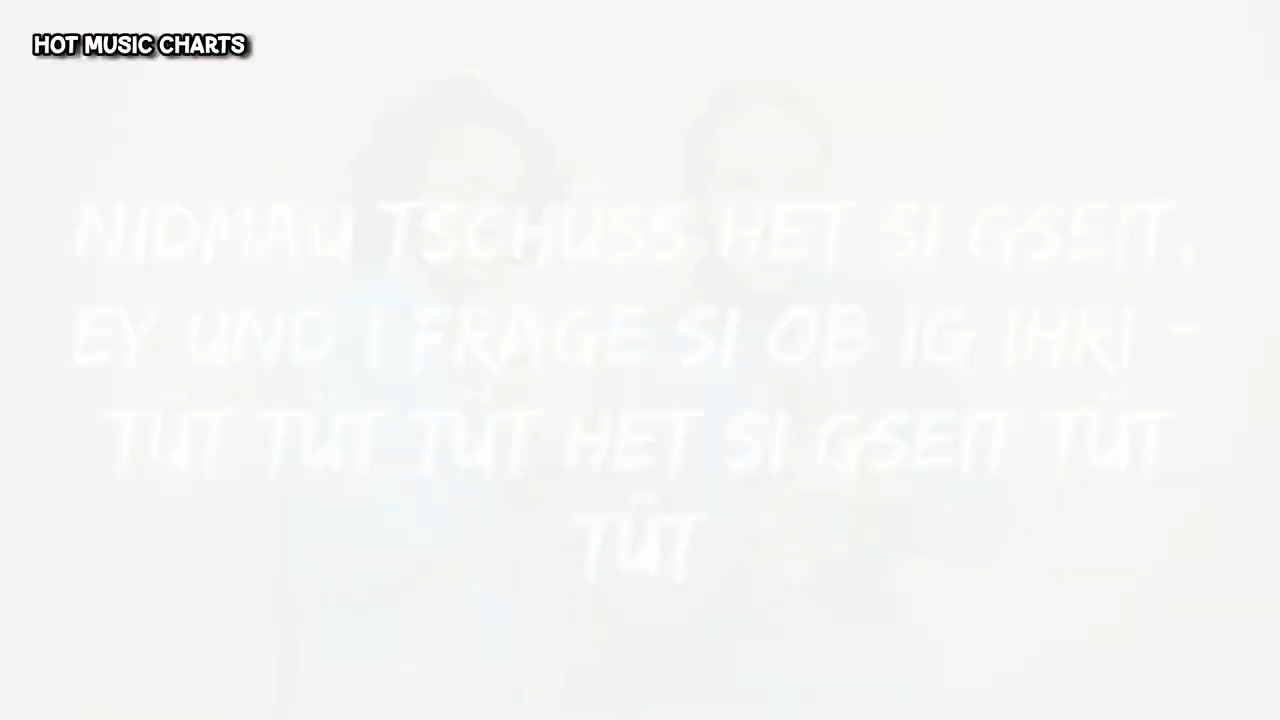 HOT MUSIC CHARTS
NIDMAU TSCHÜSS HET SI GSEIT,
EY UND I FRAGE SI OB IG IHRI -
TÜT TÜT TÜT HET SI GSEIT TÜT
TÜT